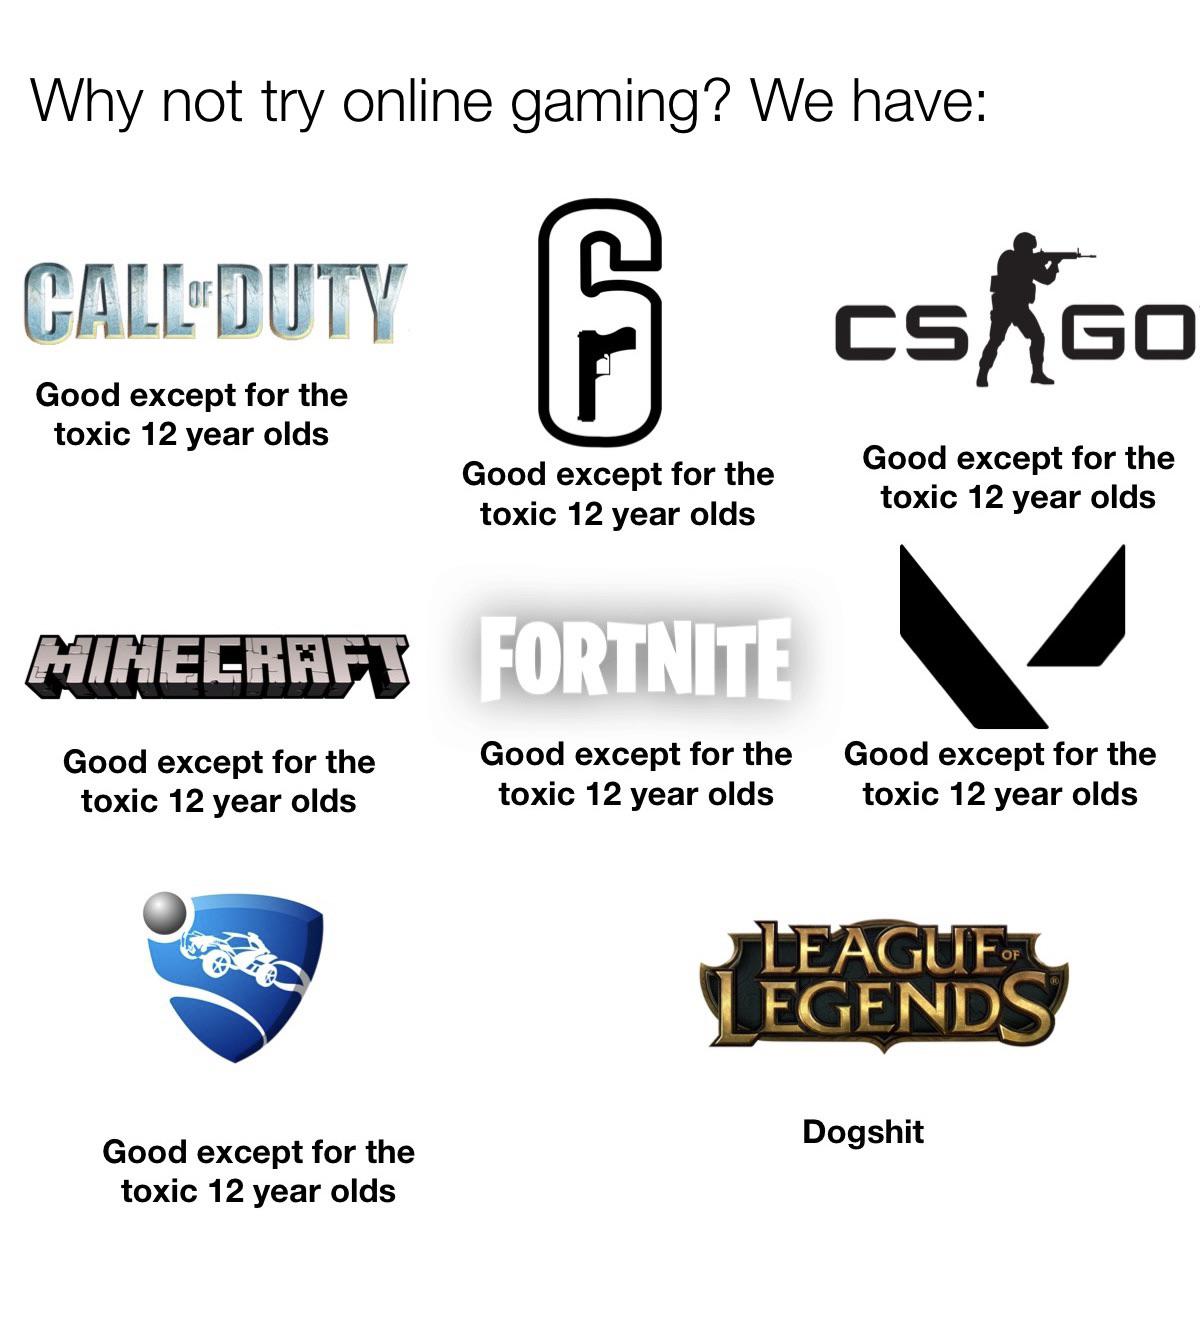 Why not try online gaming? We have:
CALL OF DUTY
Good except for the
toxic 12 year olds
6
Good except for the
toxic 12 year olds
CS GO
Good except for the
toxic 12 year olds
MINECRAFT
Good except for the
toxic 12 year olds
FORTNITE
Good except for the
toxic 12 year olds
Good except for the
toxic 12 year olds
Good except for the
toxic 12 year olds
LEAGUE OF
LEGENDS®
Dogshit